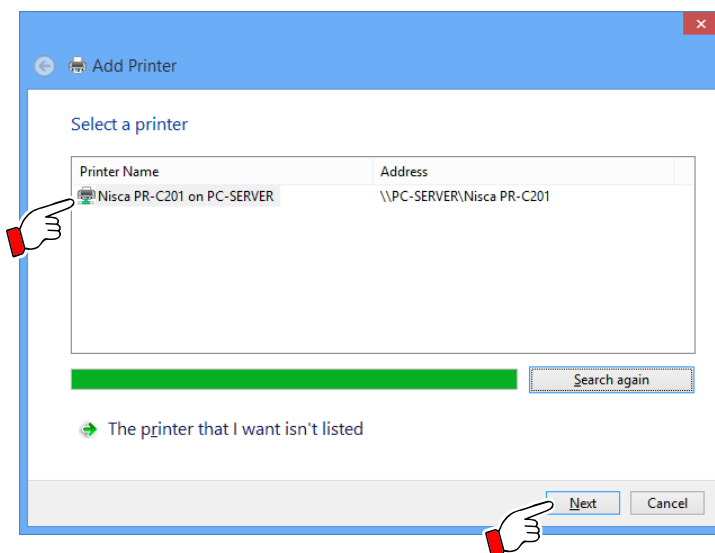 Add Printer
Select a printer
Printer Name Address
Nisca PR-C201 on PC-SERVER \\PC-SERVER\Nisca PR-C201
Search again
The printer that I want isn't listed
Next Cancel